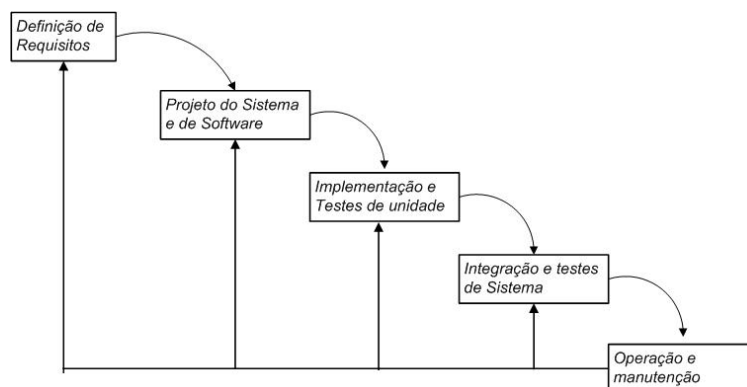 Definição de
Requisitos
Projeto do Sistema
e de Software
Implementação e
Testes de unidade
Integração e testes
de Sistema
Operação e
manutenção